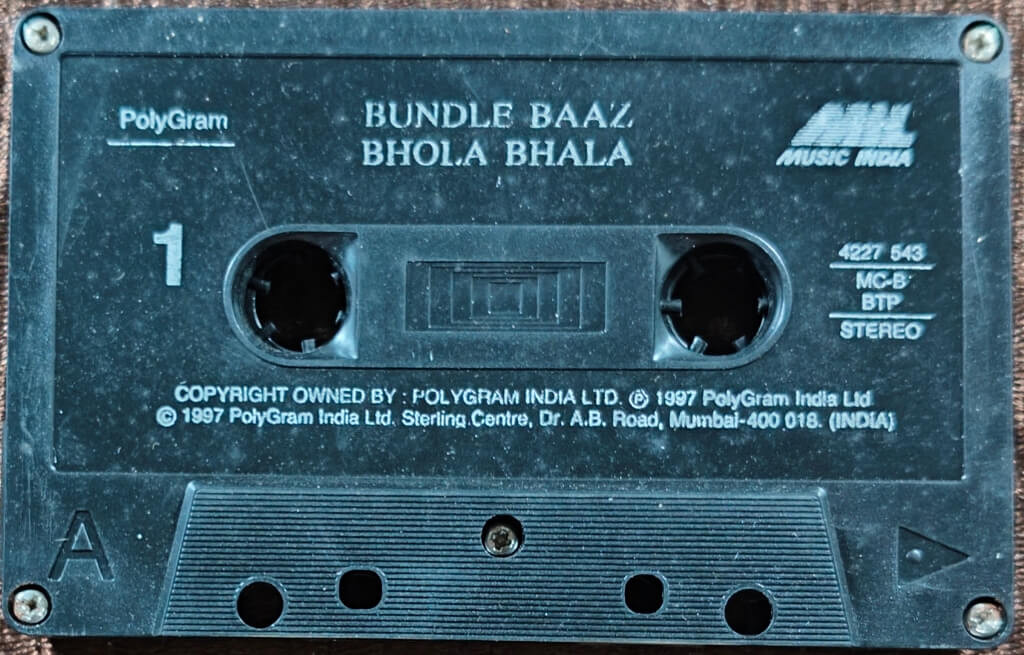 PolyGram
BUNDLE BAAZ
BHOLA BHALA
MIL
MUSIC INDIA
1
4227 543
MC-B
BTP
STEREO
COPYRIGHT OWNED BY : POLYGRAM INDIA LTD. ℗ 1997 PolyGram India Ltd
© 1997 PolyGram India Ltd. Sterling Centre, Dr. A.B. Road, Mumbai-400 018. (INDIA)
A